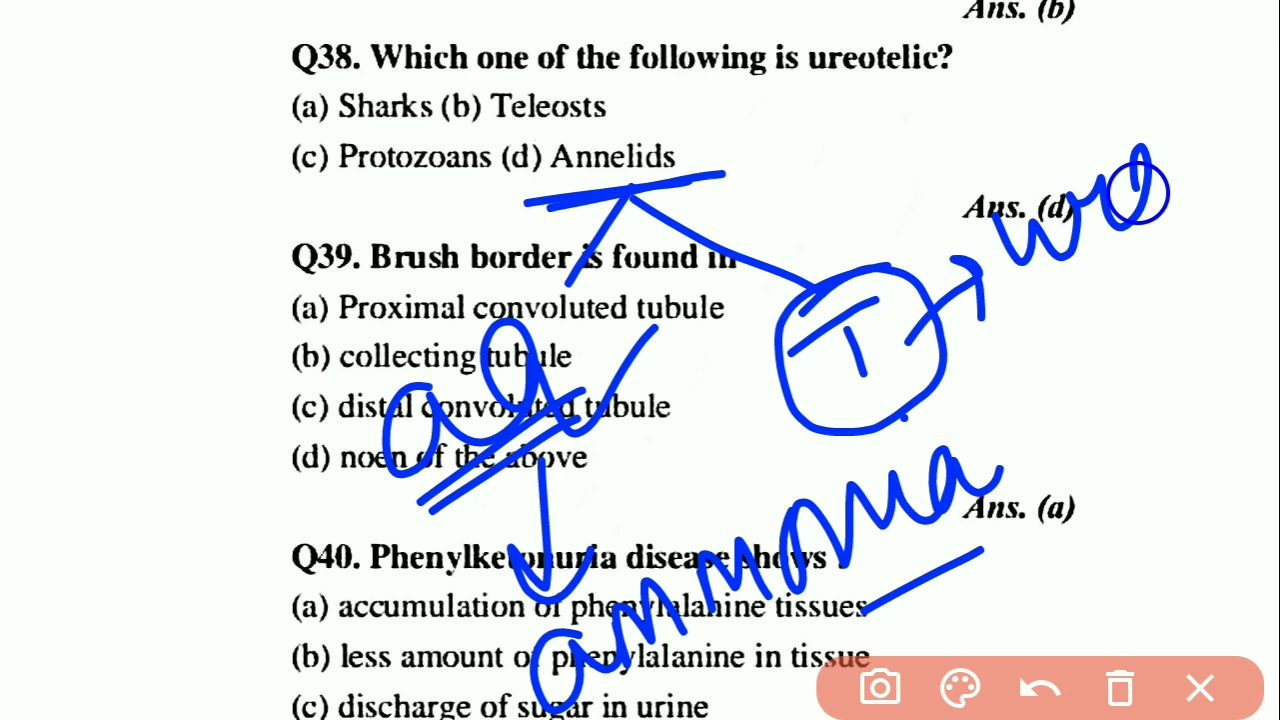 Ans. (b)
Q38. Which one of the following is ureotelic?
(a) Sharks (b) Teleosts
(c) Protozoans (d) Annelids
Ans. (d)
Q39. Brush border is found in
(a) Proximal convoluted tubule
(b) collecting tubule
(c) distal convoluted tubule
(d) noen of the above
aq
T
ure
ammonia
Ans. (a)
Q40. Phenylketonuria disease shows :
(a) accumulation of phenylalanine tissues
(b) less amount of phenylalanine in tissue
(c) discharge of sugar in urine